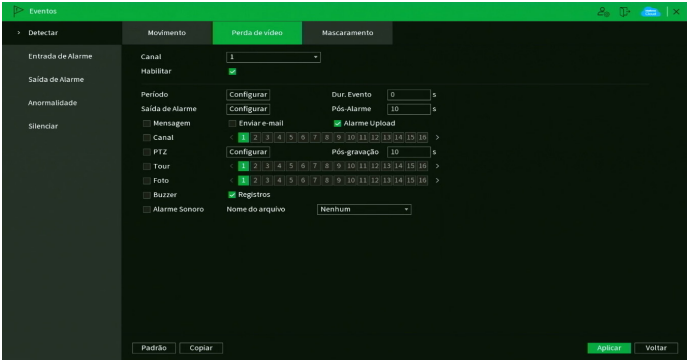 Eventos
Detectar
Movimento Perda de vídeo Mascaramento
Entrada de Alarme
Saída de Alarme
Anormalidade
Silenciar
Canal 1
Habilitar
Período Configurar Dur. Evento 0 s
Saída de Alarme Configurar Pós-Alarme 10 s
Mensagem Enviar e-mail Alarme Upload
Canal < 1 2 3 4 5 6 7 8 9 10 11 12 13 14 15 16 >
PTZ Configurar Pós-gravação 10 s
Tour < 1 2 3 4 5 6 7 8 9 10 11 12 13 14 15 16 >
Foto < 1 2 3 4 5 6 7 8 9 10 11 12 13 14 15 16 >
Buzzer Registros
Alarme Sonoro Nome do arquivo Nenhum
Padrão Copiar Aplicar Voltar